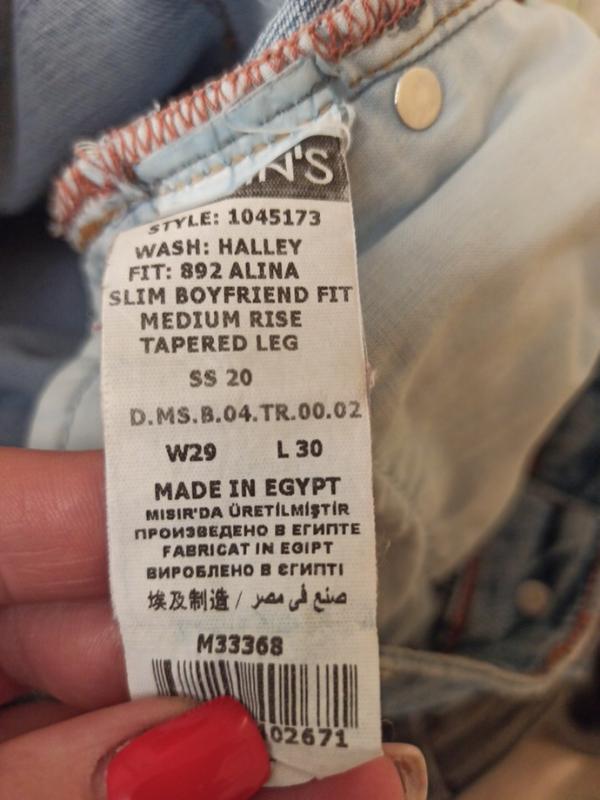 STYLE: 1045173
WASH: HALLEY
FIT: 892 ALINA
SLIM BOYFRIEND FIT
MEDIUM RISE
TAPERED LEG
SS 20
D.MS.B.04.TR.00.02
W29 L 30
MADE IN EGYPT
MISIR'DA ÜRETİLMİŞTİR
ПРОИЗВЕДЕНО В ЕГИПТЕ
FABRICAT IN EGIPT
ВИРОБЛЕНО В ЄГИПТІ
埃及制造 / صنع في مصر
M33368
02671